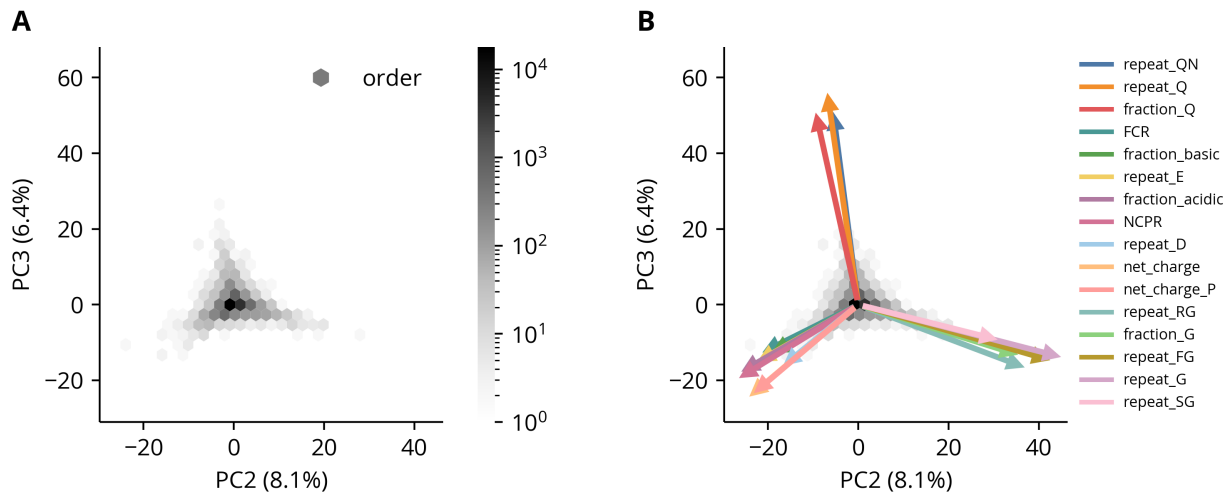 A
60
40
20
0
−20
−20
0
20
40
PC3 (6.4%)
PC2 (8.1%)
order
10^4
10^3
10^2
10^1
10^0
B
60
40
20
0
−20
−20
0
20
40
PC3 (6.4%)
PC2 (8.1%)
repeat_QN
repeat_Q
fraction_Q
FCR
fraction_basic
repeat_E
fraction_acidic
NCPR
repeat_D
net_charge
net_charge_P
repeat_RG
fraction_G
repeat_FG
repeat_G
repeat_SG